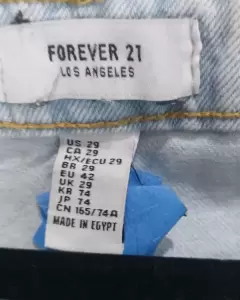 FOREVER 21
LOS ANGELES
US 29
CA 29
MX/ECU 29
BR 29
EU 42
UK 29
KR 74
JP 74
CN 165/74A
MADE IN EGYPT